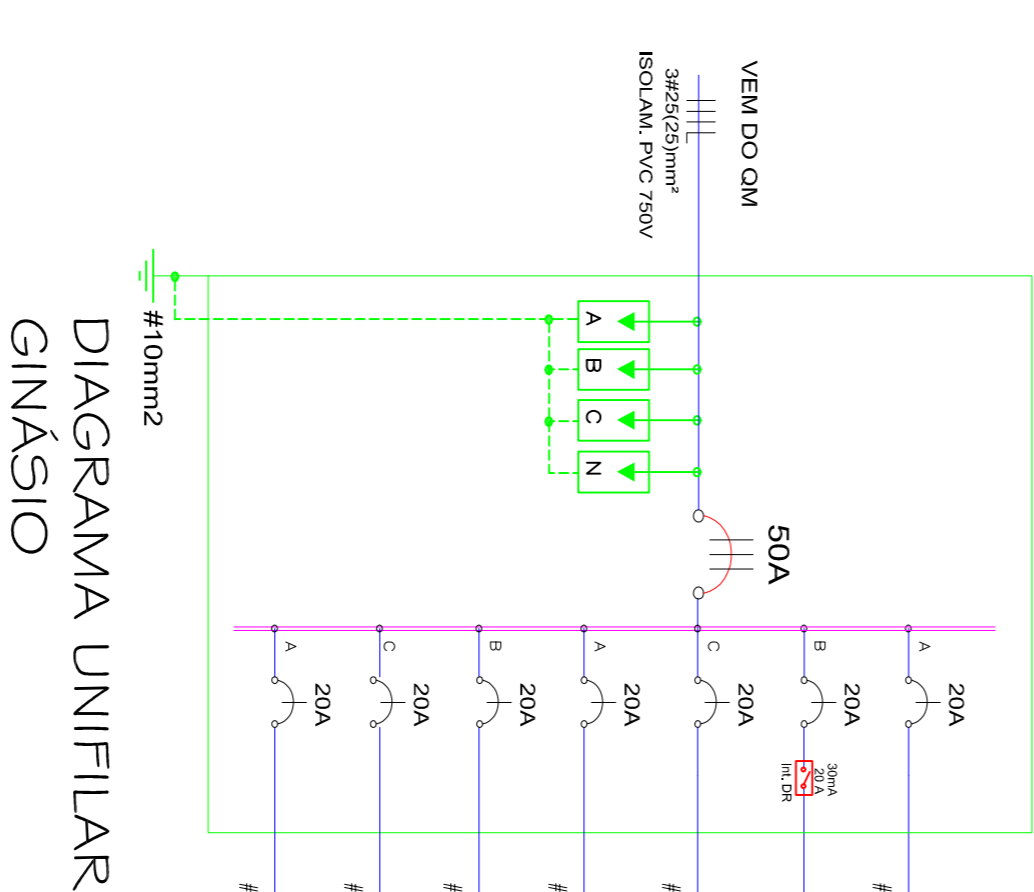 VEM DO QM
3#25(25)mm²
ISOLAM. PVC 750V
A
B
C
N
50A
#10mm2
A
20A
B
20A
30mA
20 A
Int. DR
C
20A
A
20A
B
20A
C
20A
A
20A
#
#
#
#
#
#
DIAGRAMA UNIFILAR
GINÁSIO